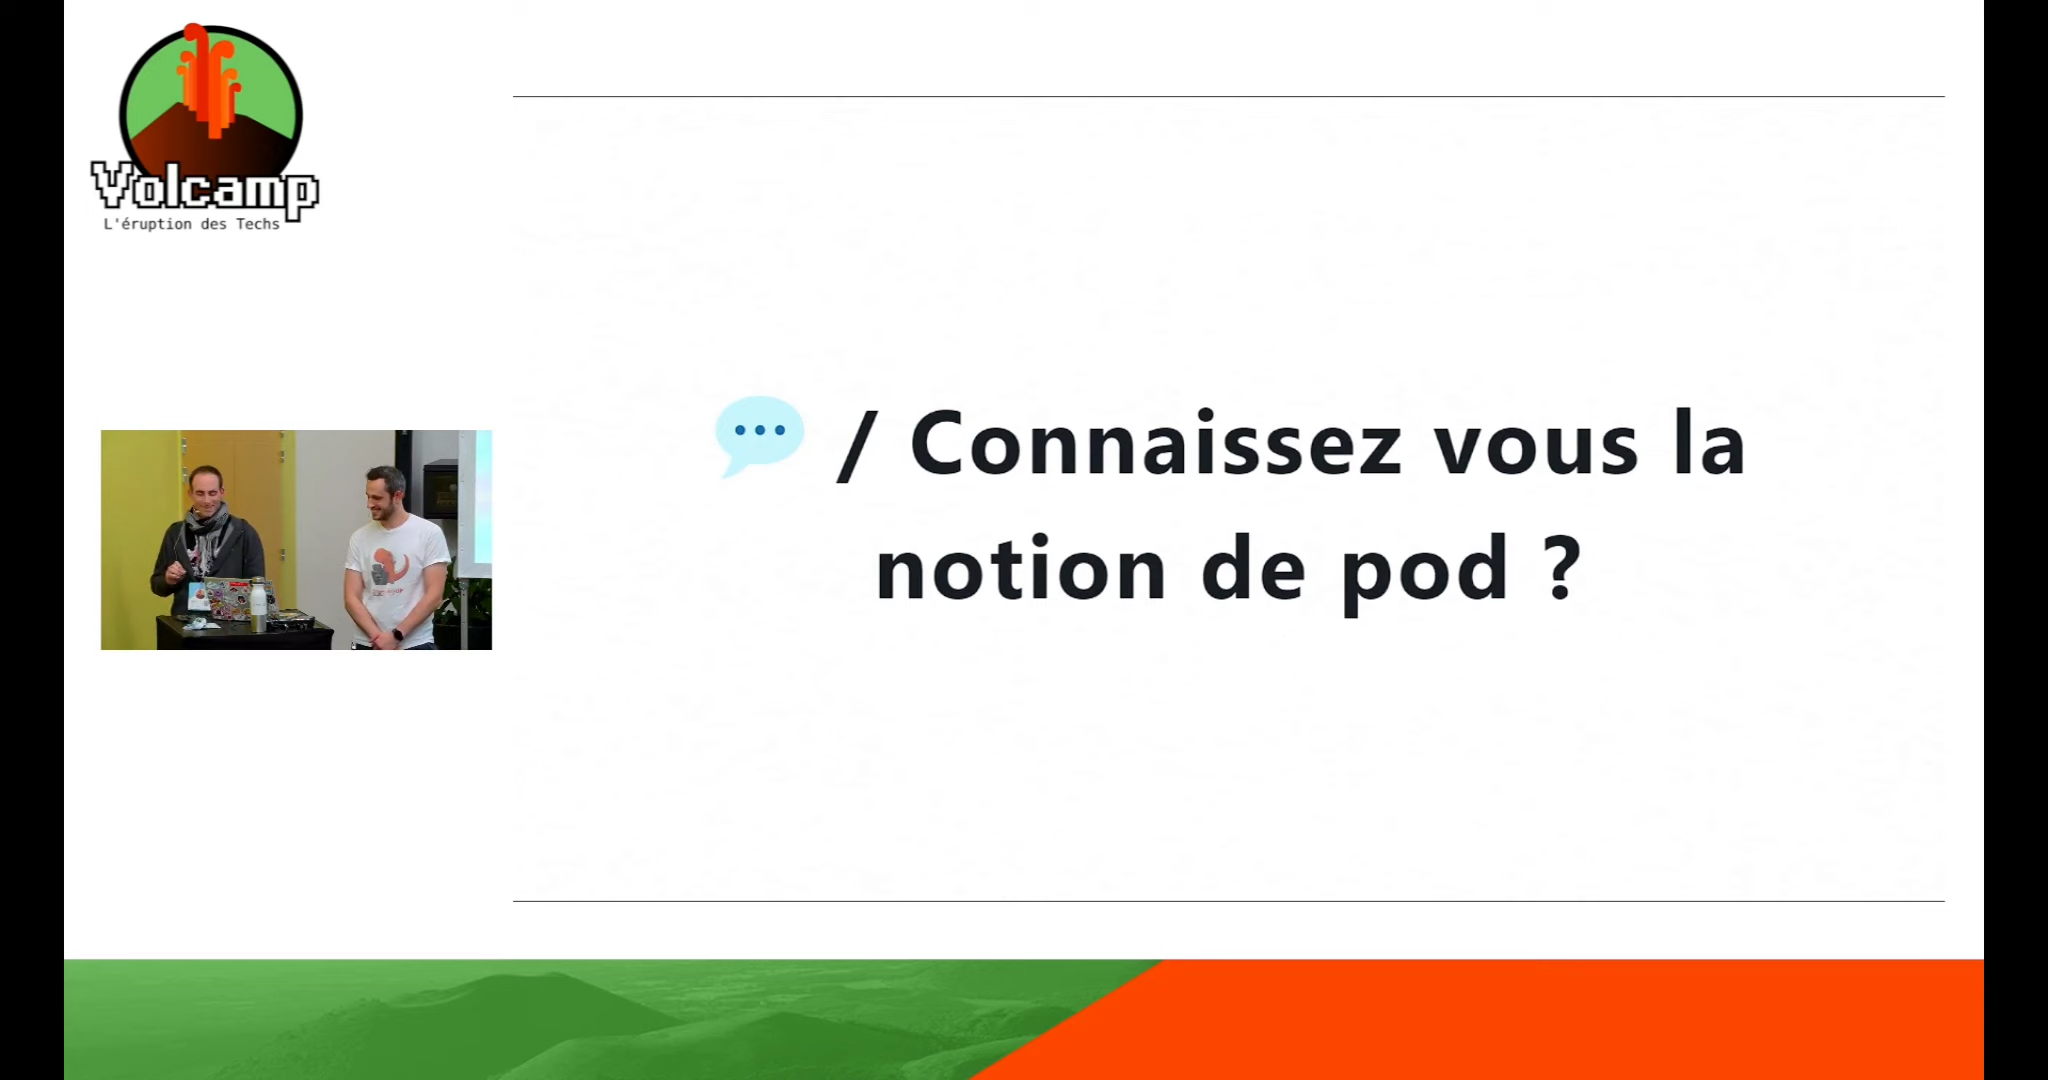 Volcamp
L'éruption des Techs
/ Connaissez vous la
notion de pod ?